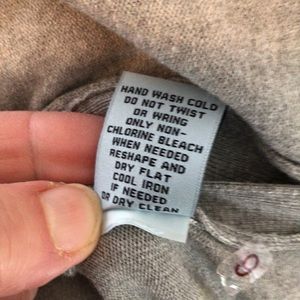 HAND WASH COLD
DO NOT TWIST
OR WRING
ONLY NON-
CHLORINE BLEACH
WHEN NEEDED
RESHAPE AND
DRY FLAT
COOL IRON
IF NEEDED
OR DRY CLEAN